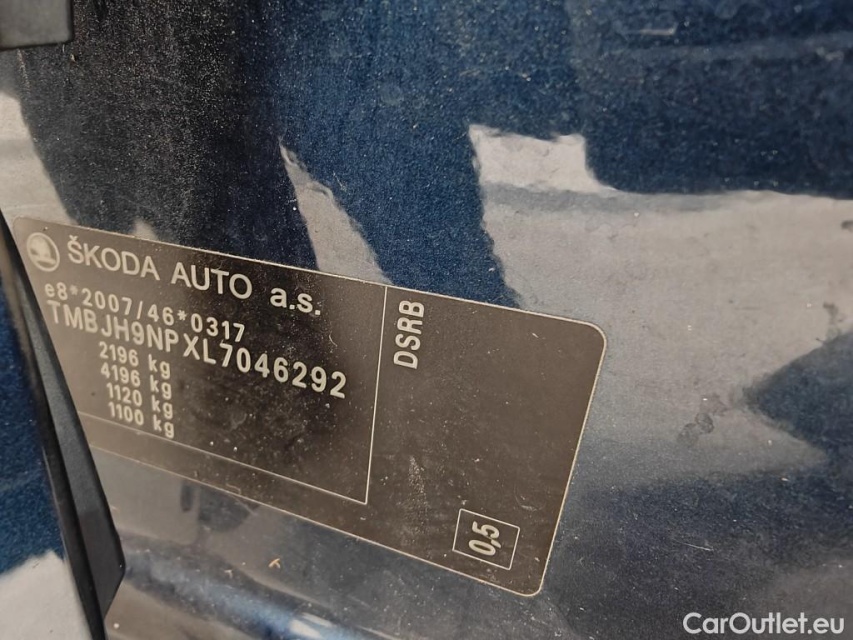 ŠKODA AUTO a.s.
e8*2007/46*0317
TMBJH9NPXL7046292
2196 kg
4196 kg
1120 kg
1100 kg
DSRB
0,5
CarOutlet.eu